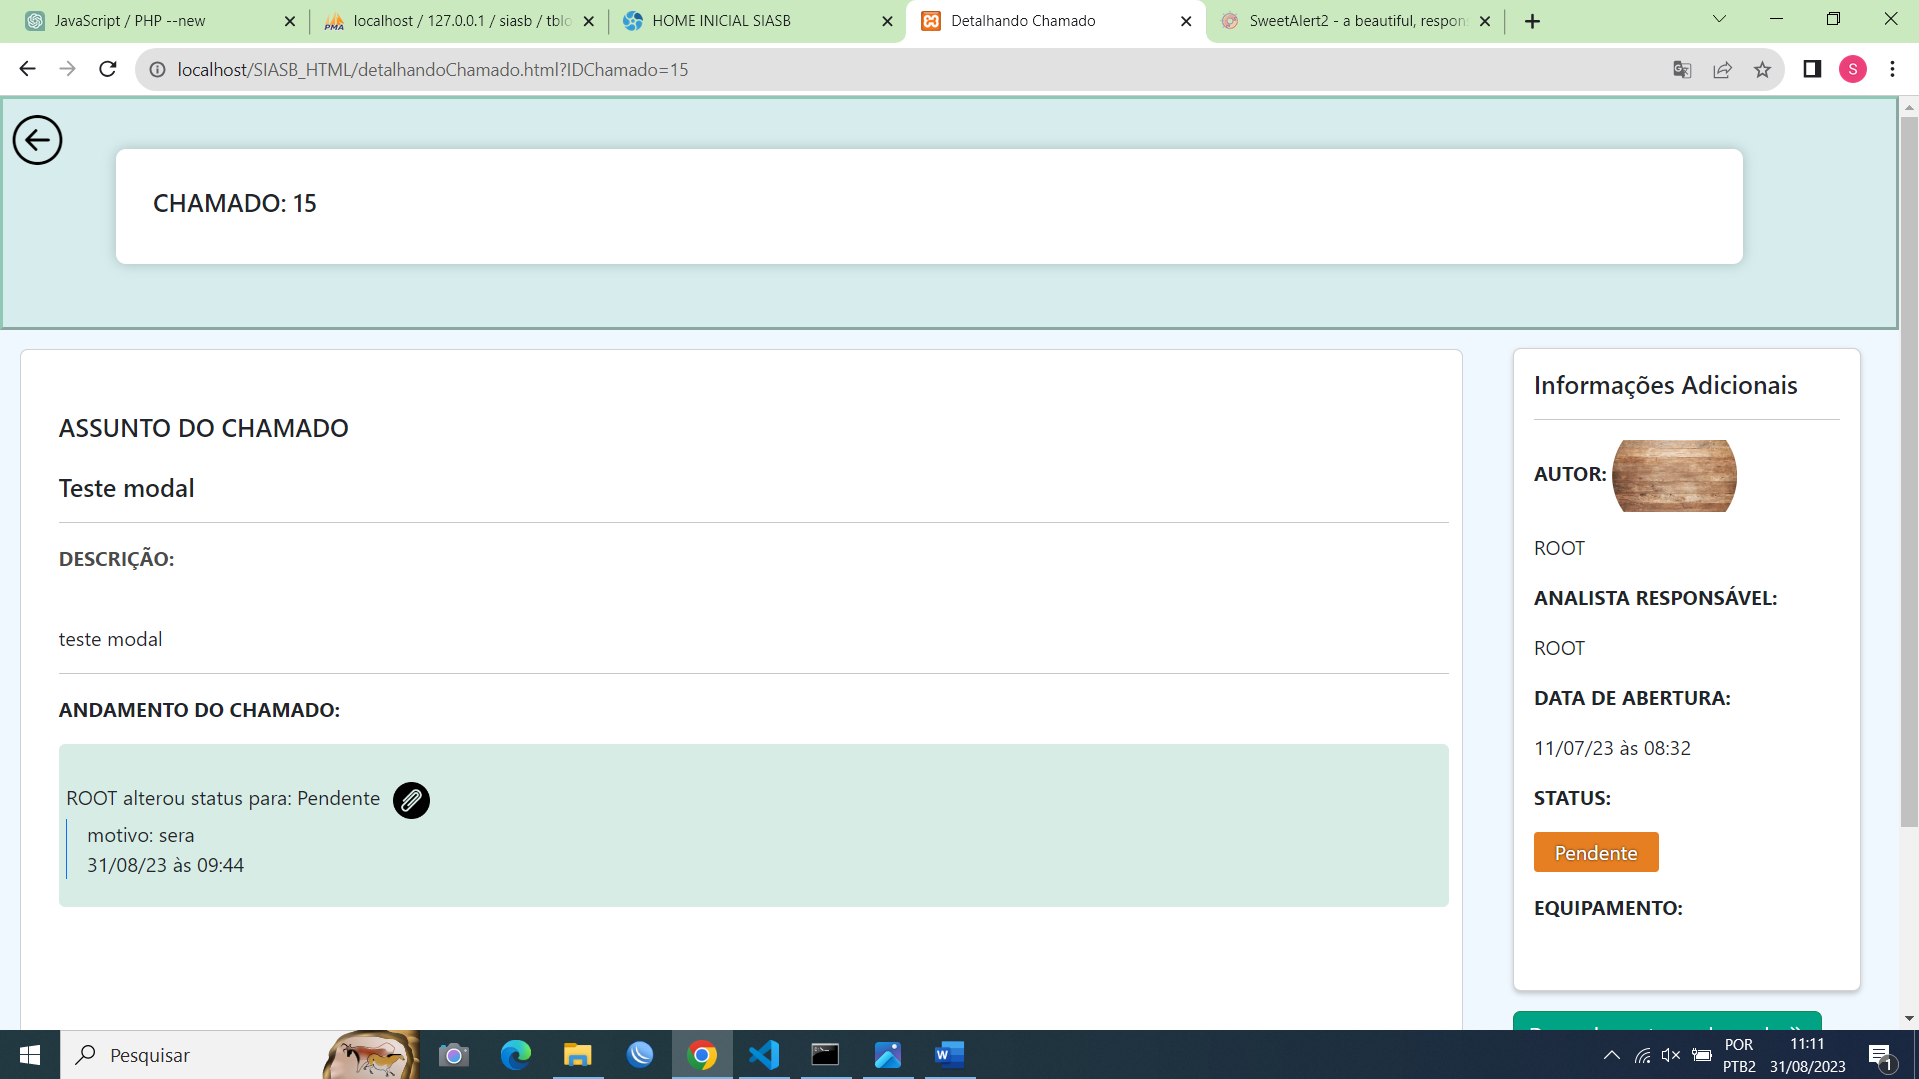 JavaScript / PHP --new
localhost / 127.0.0.1 / siasb / tblo
HOME INICIAL SIASB
Detalhando Chamado
SweetAlert2 - a beautiful, respon
localhost/SIASB_HTML/detalhandoChamado.html?IDChamado=15
S
CHAMADO: 15
ASSUNTO DO CHAMADO
Teste modal
DESCRIÇÃO:
teste modal
ANDAMENTO DO CHAMADO:
ROOT alterou status para: Pendente
motivo: sera
31/08/23 às 09:44
Informações Adicionais
AUTOR:
ROOT
ANALISTA RESPONSÁVEL:
ROOT
DATA DE ABERTURA:
11/07/23 às 08:32
STATUS:
Pendente
EQUIPAMENTO:
Pesquisar
POR
PTB2
11:11
31/08/2023
1